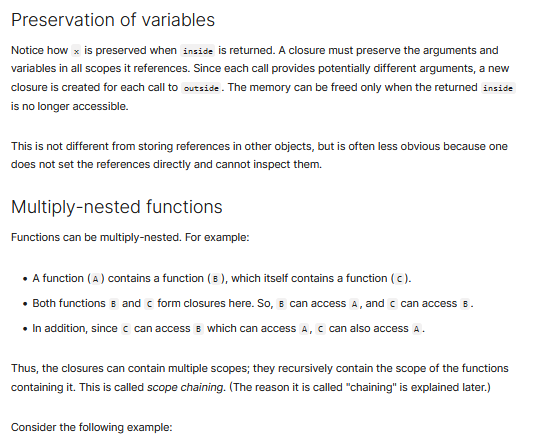 Preservation of variables
Notice how x is preserved when inside is returned. A closure must preserve the arguments and
variables in all scopes it references. Since each call provides potentially different arguments, a new
closure is created for each call to outside. The memory can be freed only when the returned inside
is no longer accessible.
This is not different from storing references in other objects, but is often less obvious because one
does not set the references directly and cannot inspect them.
Multiply-nested functions
Functions can be multiply-nested. For example:
• A function (A) contains a function (B), which itself contains a function (C).
• Both functions B and C form closures here. So, B can access A, and C can access B.
• In addition, since C can access B which can access A, C can also access A.
Thus, the closures can contain multiple scopes; they recursively contain the scope of the functions
containing it. This is called scope chaining. (The reason it is called "chaining" is explained later.)
Consider the following example: